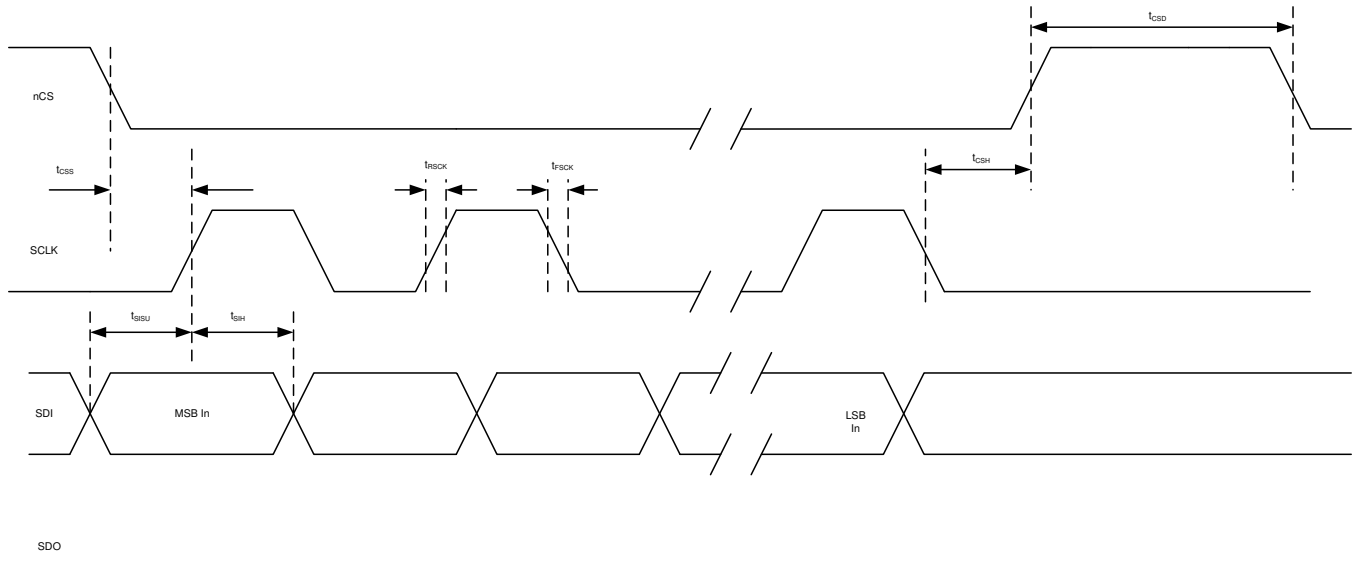 tCSD
nCS
tCSS
tRSCK
tFSCK
tCSH
SCLK
tSISU
tSIH
SDI
MSB In
LSB
In
SDO